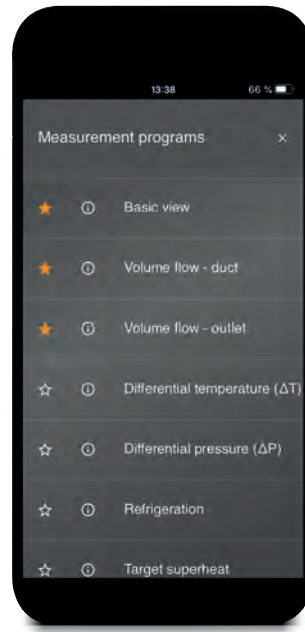 13:38 66 %
Measurement programs ×
Basic view
Volume flow - duct
Volume flow - outlet
Differential temperature (ΔT)
Differential pressure (ΔP)
Refrigeration
Target superheat